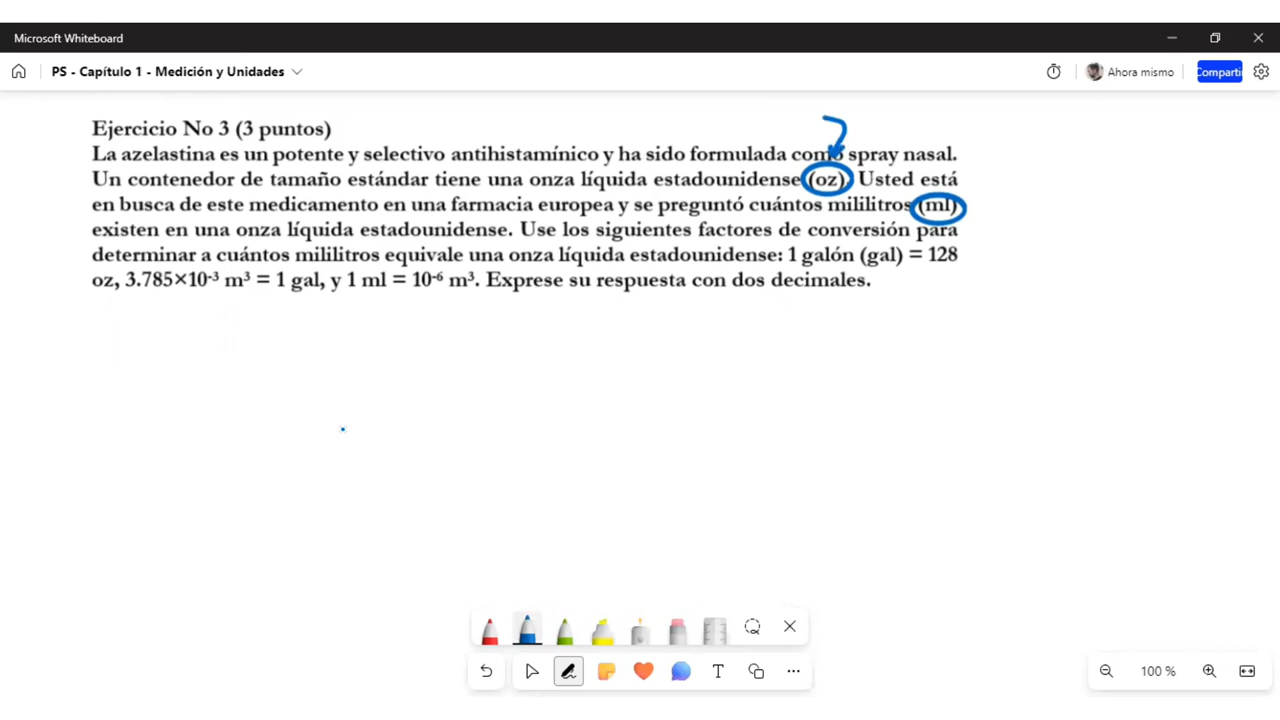 Microsoft Whiteboard
PS - Capítulo 1 - Medición y Unidades
Ahora mismo
Comparti
Ejercicio No 3 (3 puntos)
La azelastina es un potente y selectivo antihistamínico y ha sido formulada como spray nasal.
Un contenedor de tamaño estándar tiene una onza líquida estadounidense (oz). Usted está
en busca de este medicamento en una farmacia europea y se preguntó cuántos mililitros (ml)
existen en una onza líquida estadounidense. Use los siguientes factores de conversión para
determinar a cuántos mililitros equivale una onza líquida estadounidense: 1 galón (gal) = 128
oz, 3.785×10⁻³ m³ = 1 gal, y 1 ml = 10⁻⁶ m³. Exprese su respuesta con dos decimales.
T
100 %